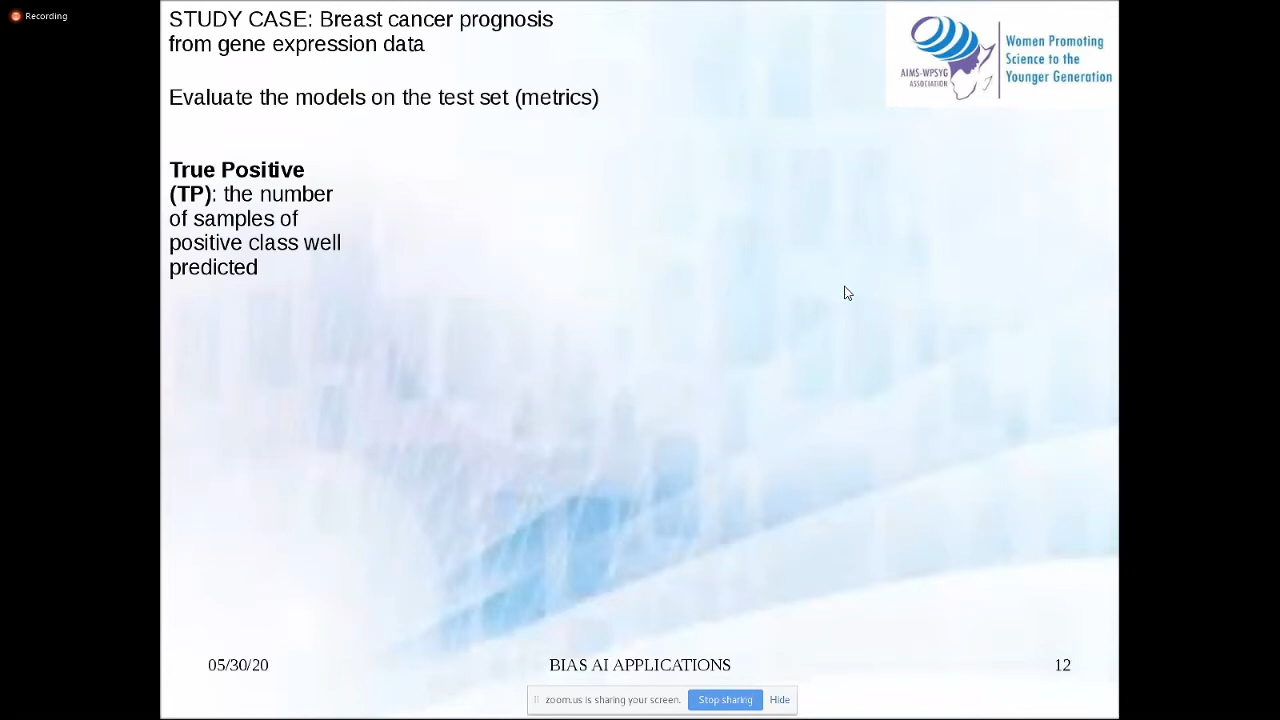 Recording
STUDY CASE: Breast cancer prognosis
from gene expression data
Evaluate the models on the test set (metrics)
AIMS-WPSYG
ASSOCIATION
Women Promoting
Science to the
Younger Generation
True Positive
(TP): the number
of samples of
positive class well
predicted
05/30/20
BIAS AI APPLICATIONS
12
zoom.us is sharing your screen.
Stop sharing
Hide